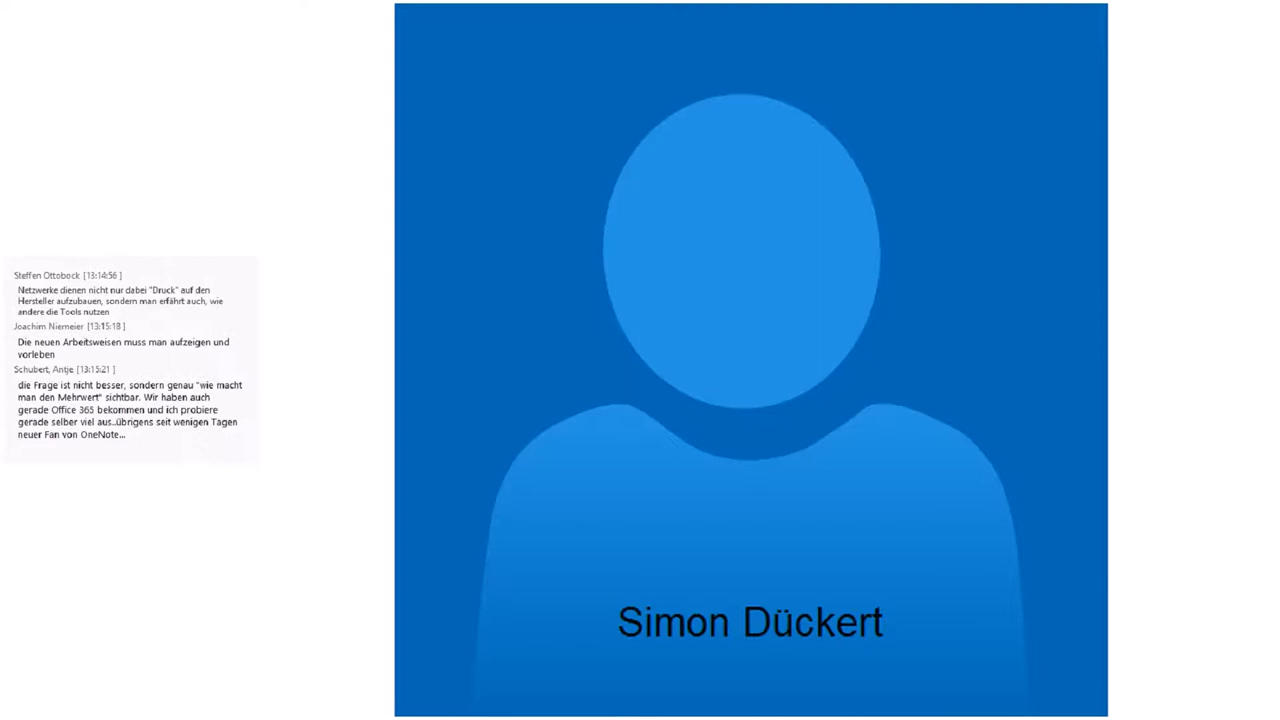 Steffen Ottobock [13:14:56 ]
Netzwerke dienen nicht nur dabei "Druck" auf den
Hersteller aufzubauen, sondern man erfährt auch, wie
andere die Tools nutzen
Joachim Niemeier [13:15:18 ]
Die neuen Arbeitsweisen muss man aufzeigen und
vorleben
Schubert, Antje [13:15:21 ]
die Frage ist nicht besser, sondern genau "wie macht
man den Mehrwert" sichtbar. Wir haben auch
gerade Office 365 bekommen und ich probiere
gerade selber viel aus..übrigens seit wenigen Tagen
neuer Fan von OneNote...
Simon Dückert